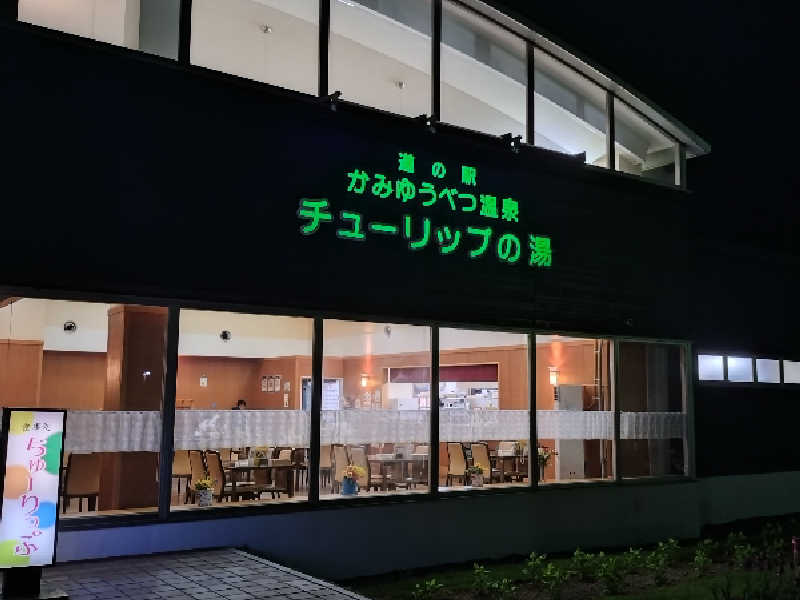 道の駅
かみゆうべつ温泉
チューリップの湯
ちゅーりっぷ